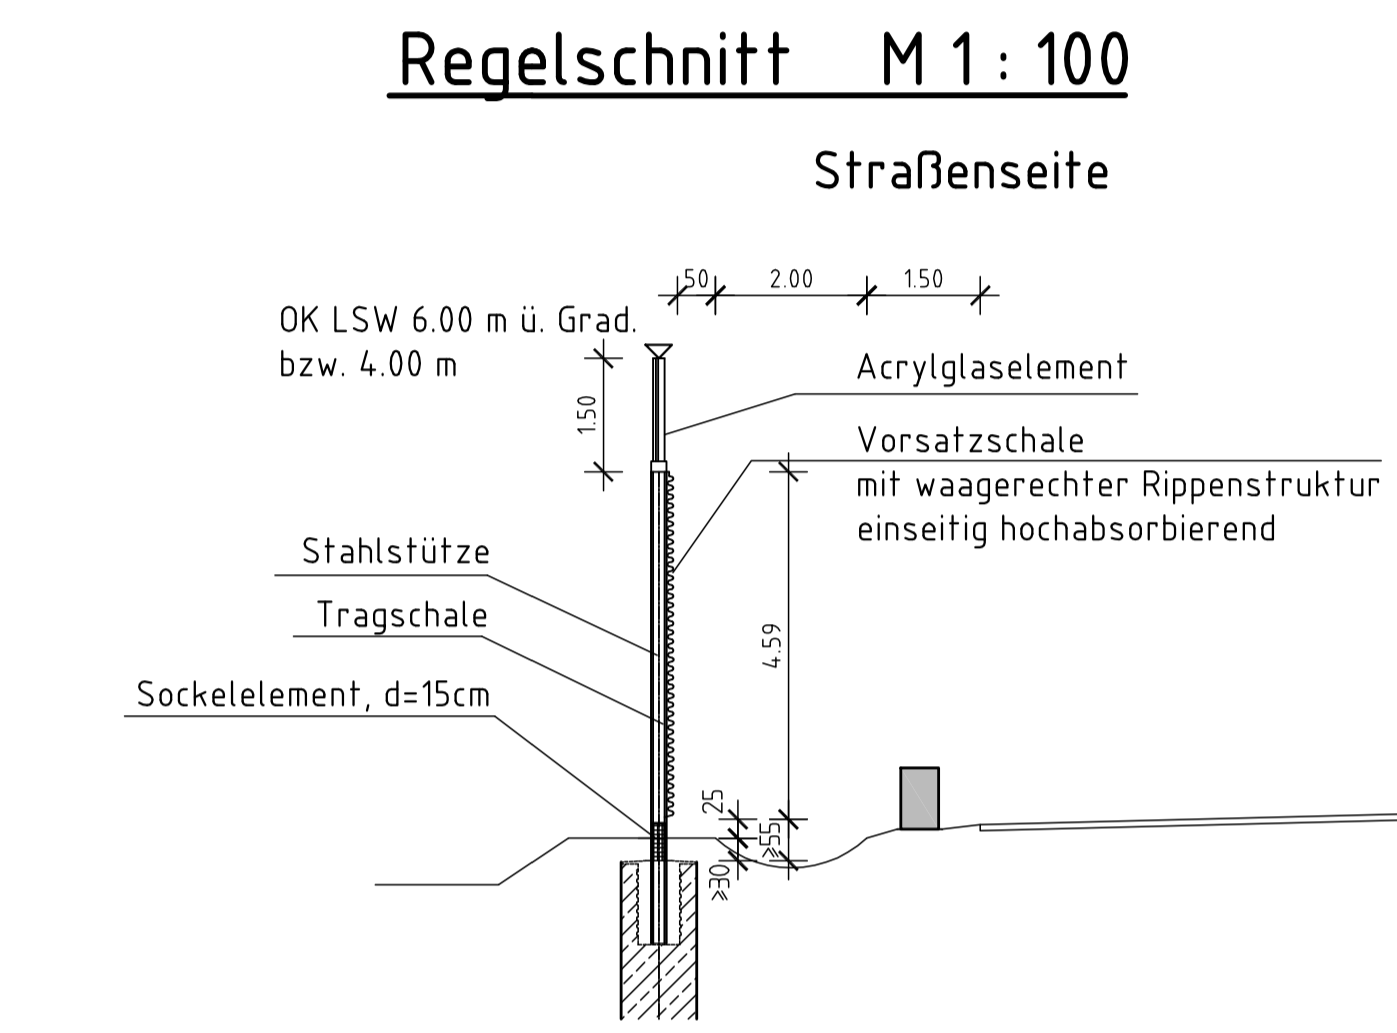 Regelschnitt M 1 : 100
Straßenseite
50 2.00 1.50
OK LSW 6.00 m ü. Grad.
bzw. 4.00 m
1.50
Acrylglaselement
Vorsatzschale
mit waagerechter Rippenstruktur
einseitig hochabsorbierend
Stahlstütze
Tragschale
4.59
Sockelelement, d=15cm
25
≥55
≥30